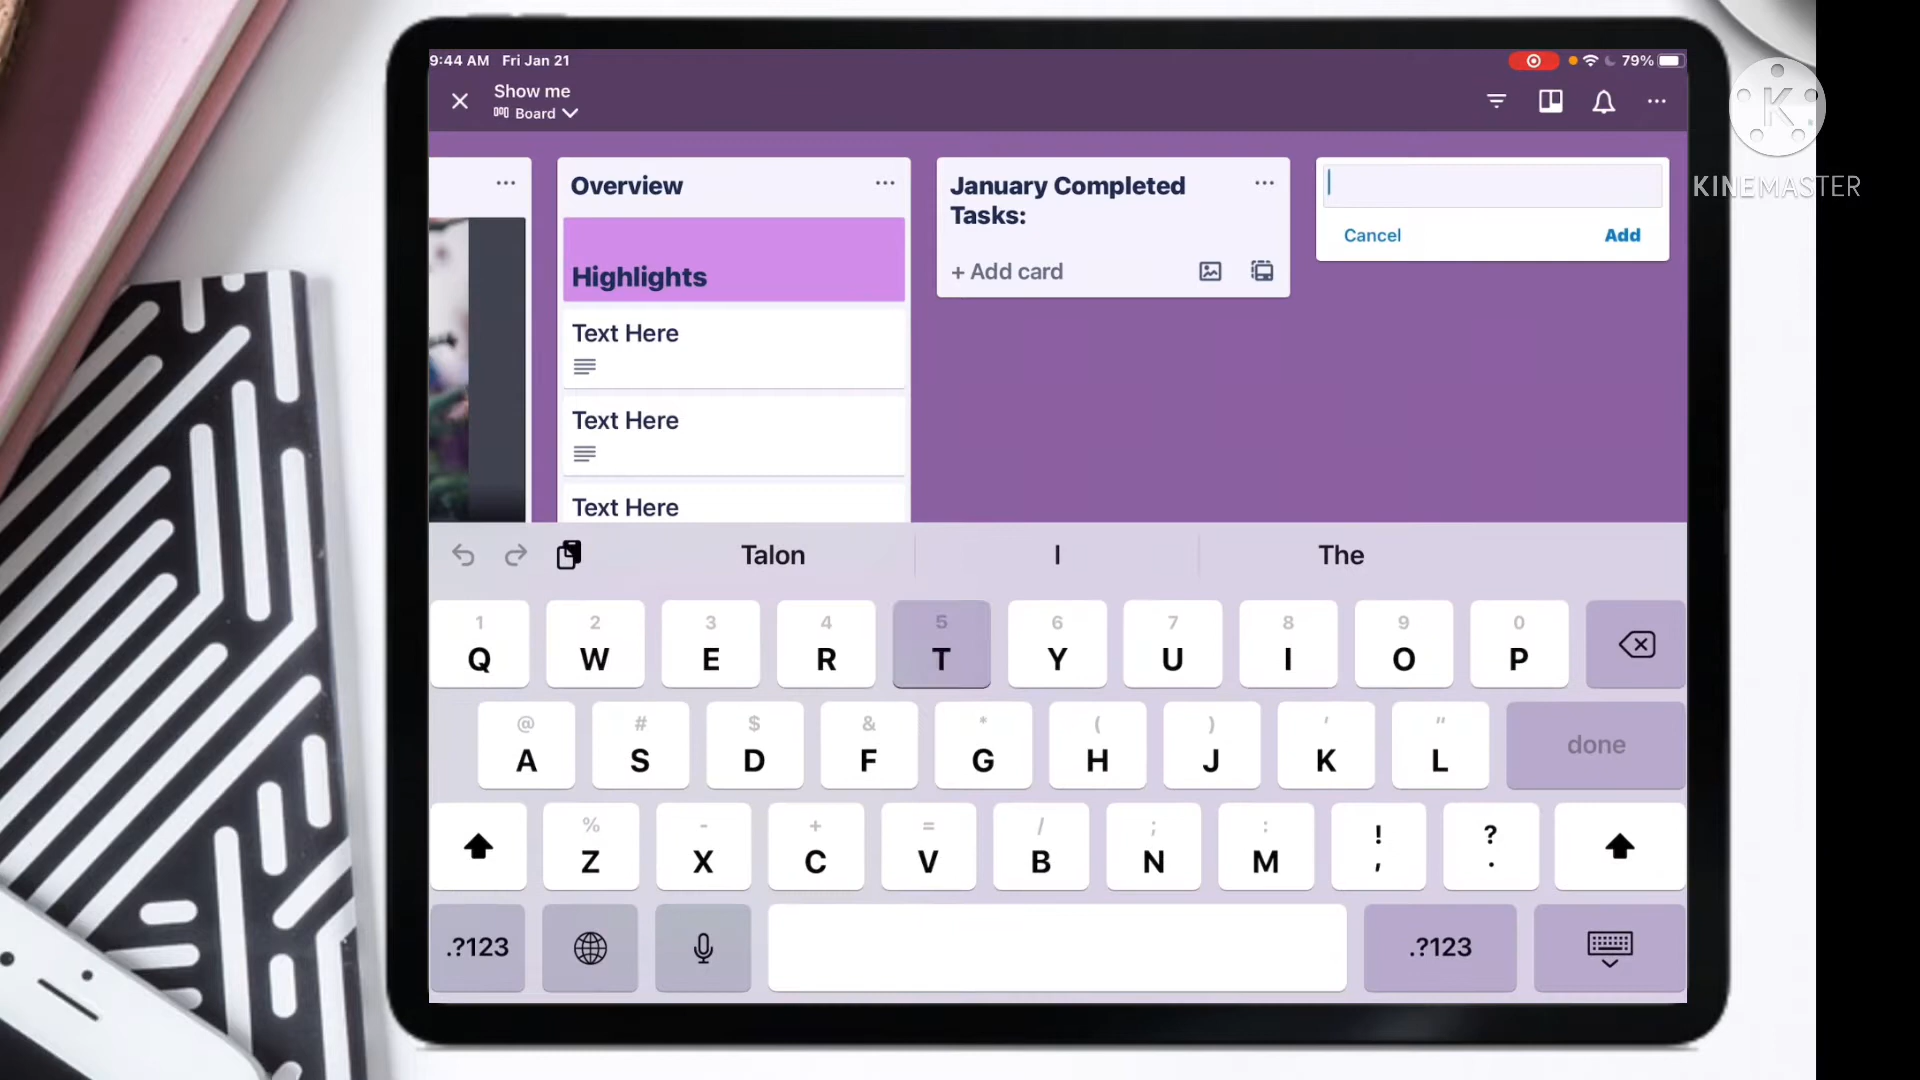 9:44 AM Fri Jan 21
79%
Show me
Board
Overview
January Completed
Tasks:
Highlights
+ Add card
Cancel
Add
Text Here
Text Here
Text Here
K
KINEMASTER
Talon
I
The
1 2 3 4 5 6 7 8 9 0
Q W E R T Y U I O P
@ # $ & * ( ) ' "
A S D F G H J K L done
% - + = / ; : ! ?
Z X C V B N M , .
.?123
.?123